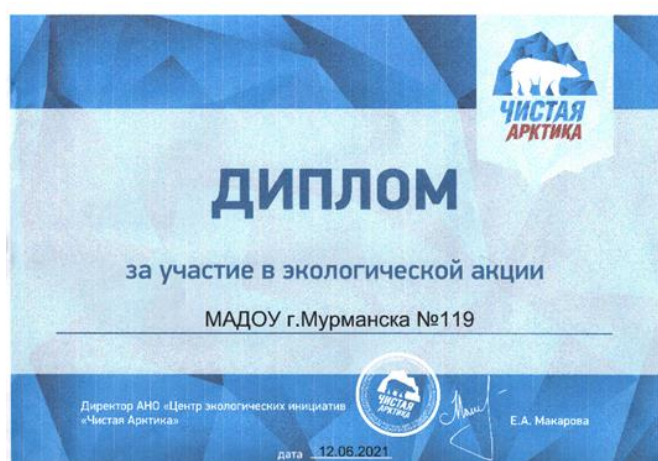 ЧИСТАЯ
АРКТИКА
ДИПЛОМ
за участие в экологической акции
МАДОУ г.Мурманска №119
Директор АНО «Центр экологических инициатив
«Чистая Арктика»
ЧИСТАЯ
АРКТИКА
Е.А. Макарова
дата 12.06.2021